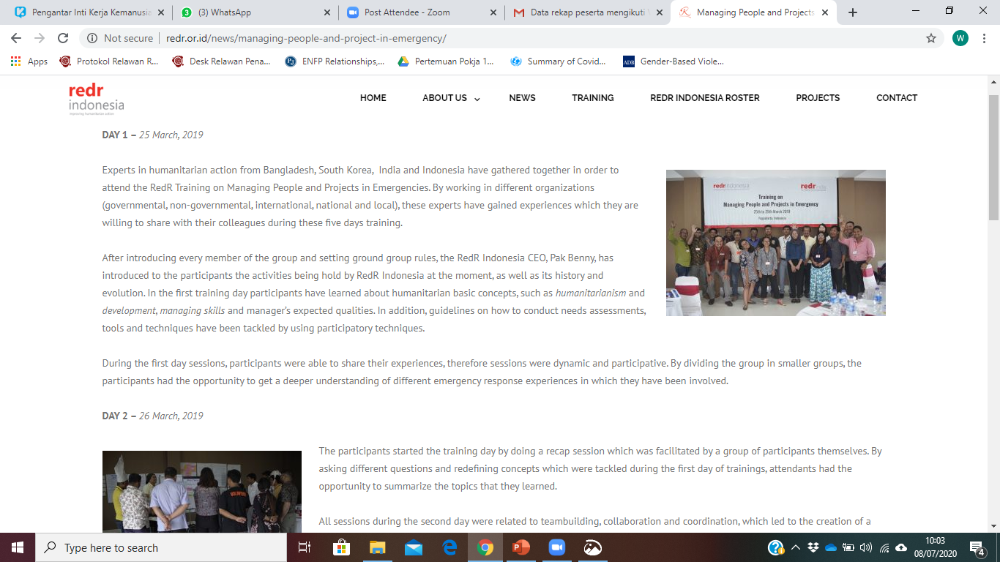 Pengantar Inti Kerja Kemanusia
(3) WhatsApp
Post Attendee - Zoom
Data rekap peserta mengikuti
Managing People and Projects
Not secure
redr.or.id/news/managing-people-and-project-in-emergency/
W
Apps
Protokol Relawan R...
Desk Relawan Pena...
ENFP Relationships,...
Pertemuan Pokja 1...
Summary of Covid...
ADB
Gender-Based Viole...
redr
indonesia
improving humanitarian action
HOME
ABOUT US
NEWS
TRAINING
REDR INDONESIA ROSTER
PROJECTS
CONTACT
DAY 1 – 25 March, 2019
Experts in humanitarian action from Bangladesh, South Korea, India and Indonesia have gathered together in order to
attend the RedR Training on Managing People and Projects in Emergencies. By working in different organizations
(governmental, non-governmental, international, national and local), these experts have gained experiences which they are
willing to share with their colleagues during these five days training.
redrindonesia
redrindia
Training on
Managing People and Projects in Emergency
25th to 29th March 2019
Yogyakarta, Indonesia
After introducing every member of the group and setting ground group rules, the RedR Indonesia CEO, Pak Benny, has
introduced to the participants the activities being hold by RedR Indonesia at the moment, as well as its history and
evolution. In the first training day participants have learned about humanitarian basic concepts, such as humanitarianism and
development, managing skills and manager's expected qualities. In addition, guidelines on how to conduct needs assessments,
tools and techniques have been tackled by using participatory techniques.
During the first day sessions, participants were able to share their experiences, therefore sessions were dynamic and participative. By dividing the group in smaller groups, the
participants had the opportunity to get a deeper understanding of different emergency response experiences in which they have been involved.
DAY 2 – 26 March, 2019
The participants started the training day by doing a recap session which was facilitated by a group of participants themselves. By
asking different questions and redefining concepts which were tackled during the first day of trainings, attendants had the
opportunity to summarize the topics that they learned.
VOLUNTEER
All sessions during the second day were related to teambuilding, collaboration and coordination, which led to the creation of a
Type here to search
10:03
08/07/2020
4